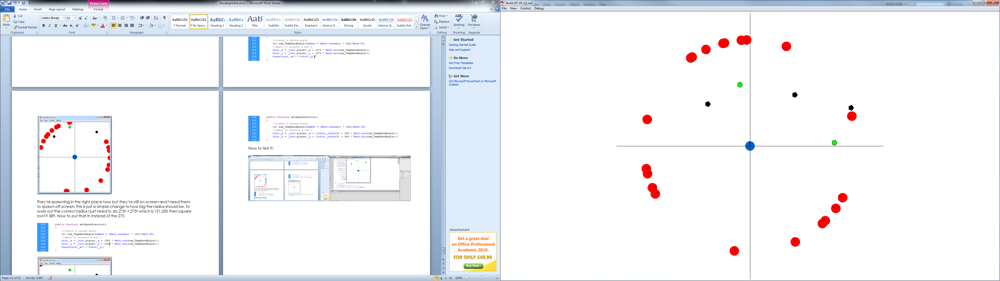 Development.docx - Microsoft Word Starter
Picture Tools
File Home Insert Page Layout Mailings Format
Paste
Cut
Copy
Format Painter
Clipboard
Calibri (Body) 11
Font
Paragraph
AaBbCcDc AaBbCcDc AaBbC AaBbCc AaB AaBbCc. AaBbCcDc AaBbCcDc AaBbCcDc AaBbCcDc AaBbCcDc AaBbCcDc AABBCCDC
¶ Normal ¶ No Spaci... Heading 1 Heading 2 Title Subtitle Subtle Em... Emphasis Intense E... Strong Quote Intense Q... Subtle Ref...
Styles
Change Styles
Find
Replace
Select
Editing
ABC
Spelling
Proofing
Purchase
Upgrade
120 {
121 //create a random angle
122 var num_TempRandAngle:Number = (Math.random() * 180)/Math.PI;
123 //apply to players x and y
124 this._x = _root.player._x + (275 * Math.cos(num_TempRandAngle));
125 this._y = _root.player._y + (275 * Math.sin(num_TempRandAngle));
126 trace(this._x+"||"+this._y);
127 }
Build-06-03-12.swf
File View Control Debug
They're spawning in the right place now but they're still on screen and I need them
to spawn off screen. This is just a simple change to how big the radius should be. To
work out the correct radius I just need to do 275² + 275² which is 151,250 then square
root it 389. Now to put that in instead of the 275
119 public function setSpawnPosition()
120 {
121 //create a random angle
122 var num_TempRandAngle:Number = (Math.random() * 180)/Math.PI;
123 //apply to players x and y
124 this._x = _root.player._x + (389 * Math.cos(num_TempRandAngle));
125 this._y = _root.player._y + (389 * Math.sin(num_TempRandAngle));
126 trace(this._x+"||"+this._y);
127 }
Build-06-03-12.swf
File View Control Debug
119 public function setSpawnPosition()
120 {
121 //create a random angle
122 var num_TempRandAngle:Number = (Math.random() * 180)/Math.PI;
123 //apply to players x and y
124 this._x = _root.player._x + ((this._width/2) + 389 * Math.cos(num_TempRandAngle));
125 this._y = _root.player._y + ((this._width/2) + 389 * Math.sin(num_TempRandAngle));
126 }
Now to test it:
Get Started
Getting Started Guide
Help and Support
Do More
Get Free Templates
Download Clip Art
Get More
Get Microsoft PowerPoint or Microsoft
Outlook
Advertisement
Get a great deal
on Office Professional
Academic 2010.
FOR ONLY £49.99
Buy Now ›
Page: 52 of 52 Words: 3,987
100%
Build-07-03-12.swf
File View Control Debug